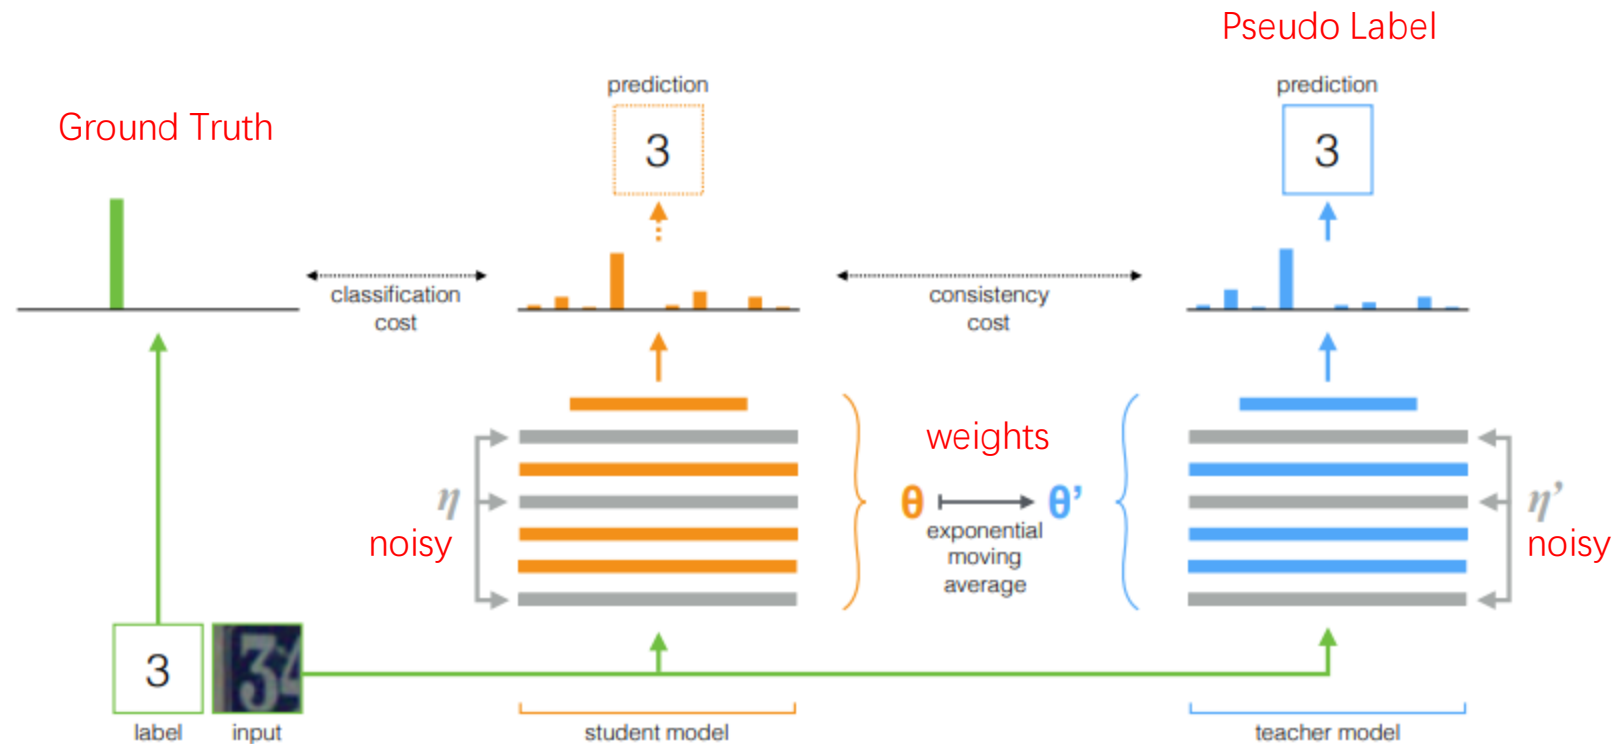 Pseudo Label
prediction
prediction
Ground Truth
3
3
classification
cost
consistency
cost
weights
η
noisy
θ
θ’
exponential
moving
average
η’
noisy
3
34
label
input
student model
teacher model